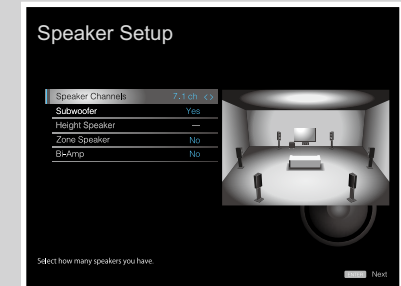 Speaker Setup
Speaker Channels 7.1 ch <>
Subwoofer Yes
Height Speaker ---
Zone Speaker No
Bi-Amp No
Select how many speakers you have.
ENTER Next